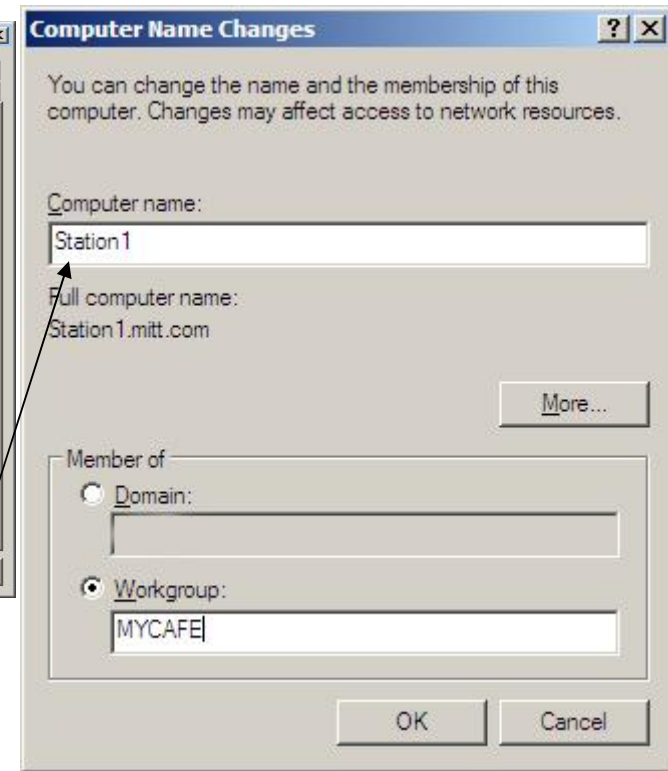 Computer Name Changes
You can change the name and the membership of this
computer. Changes may affect access to network resources.
Computer name:
Station1
Full computer name:
Station1.mitt.com
More...
Member of
Domain:
Workgroup:
MYCAFE
OK
Cancel